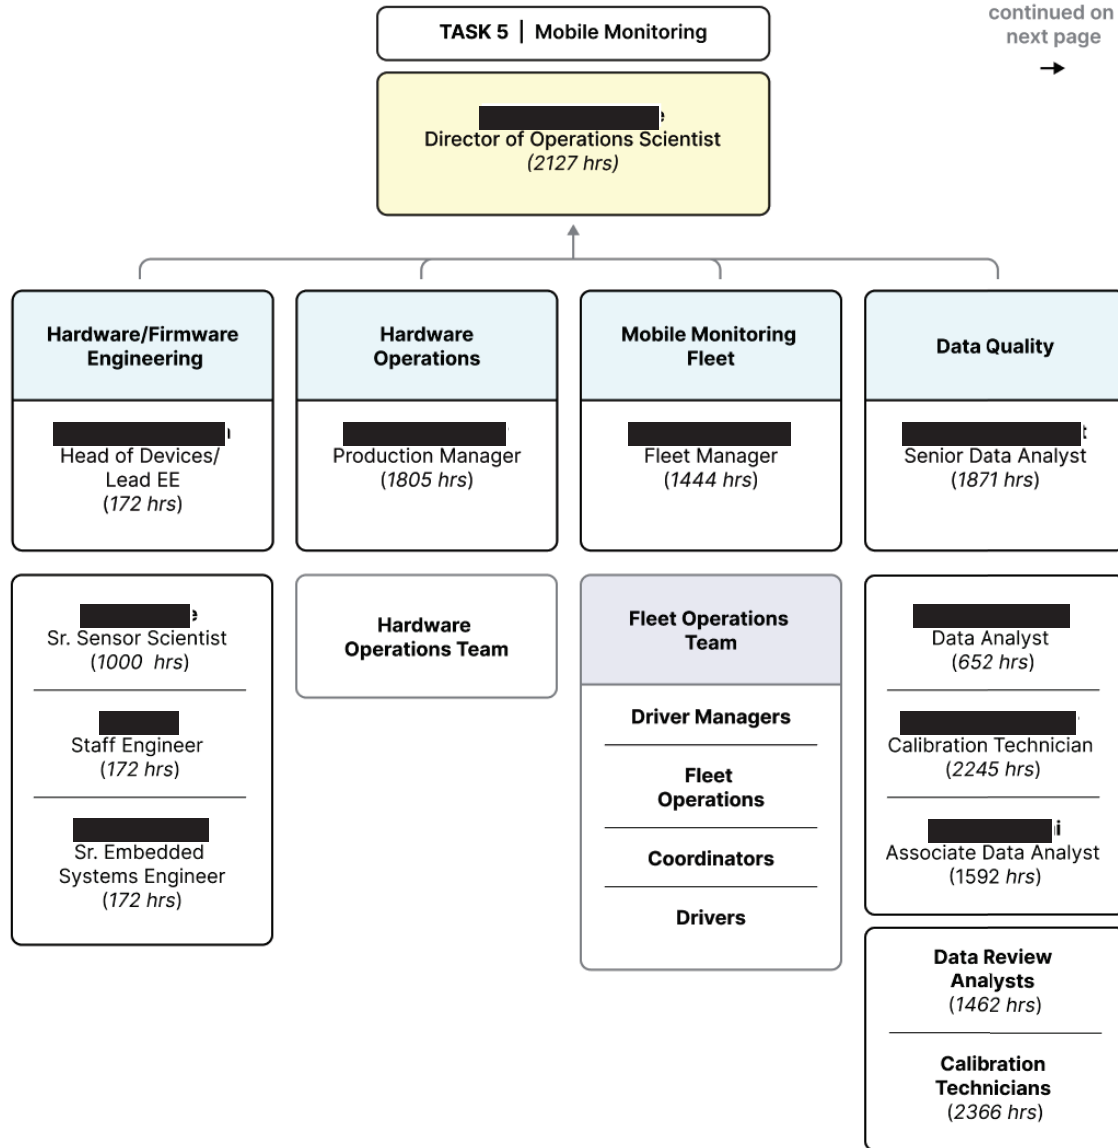 continued on
next page
TASK 5 | Mobile Monitoring
Director of Operations Scientist
(2127 hrs)
Hardware/Firmware
Engineering
Head of Devices/
Lead EE
(172 hrs)
Sr. Sensor Scientist
(1000 hrs)
Staff Engineer
(172 hrs)
Sr. Embedded
Systems Engineer
(172 hrs)
Hardware
Operations
Production Manager
(1805 hrs)
Hardware
Operations Team
Mobile Monitoring
Fleet
Fleet Manager
(1444 hrs)
Fleet Operations
Team
Driver Managers
Fleet
Operations
Coordinators
Drivers
Data Quality
Senior Data Analyst
(1871 hrs)
Data Analyst
(652 hrs)
Calibration Technician
(2245 hrs)
Associate Data Analyst
(1592 hrs)
Data Review
Analysts
(1462 hrs)
Calibration
Technicians
(2366 hrs)